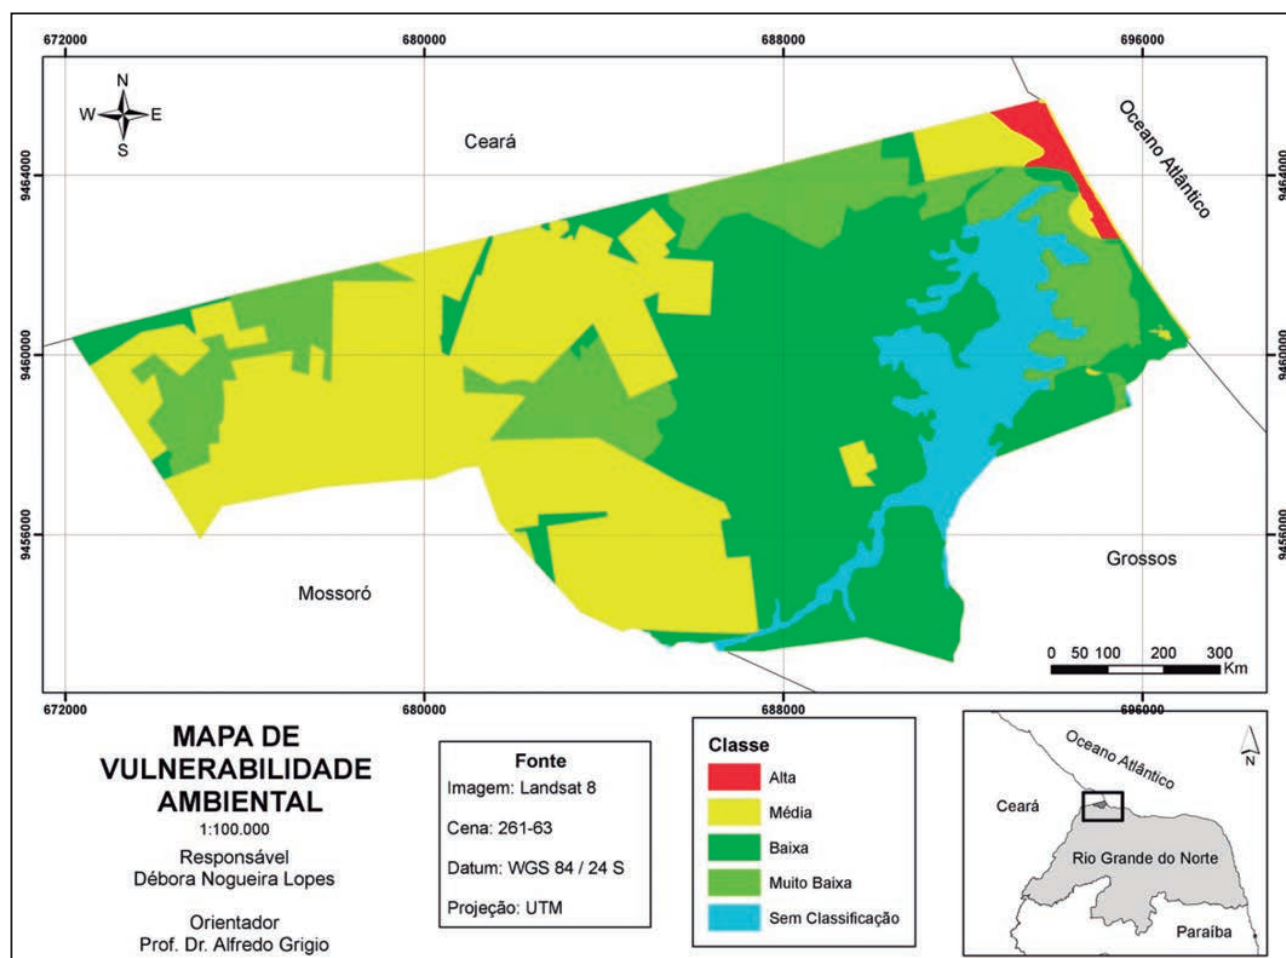 672000 680000 688000 696000
N
W E
S
Ceará
Oceano Atlântico
9464000 9464000
9460000 9460000
9456000 9456000
Mossoró
Grossos
0 50 100 200 300
Km
672000 680000 688000 696000
MAPA DE
VULNERABILIDADE
AMBIENTAL
1:100.000
Responsável
Débora Nogueira Lopes
Orientador
Prof. Dr. Alfredo Grigio
Fonte
Imagem: Landsat 8
Cena: 261-63
Datum: WGS 84 / 24 S
Projeção: UTM
Classe
Alta
Média
Baixa
Muito Baixa
Sem Classificação
Oceano Atlântico
N
Ceará
Rio Grande do Norte
Paraíba